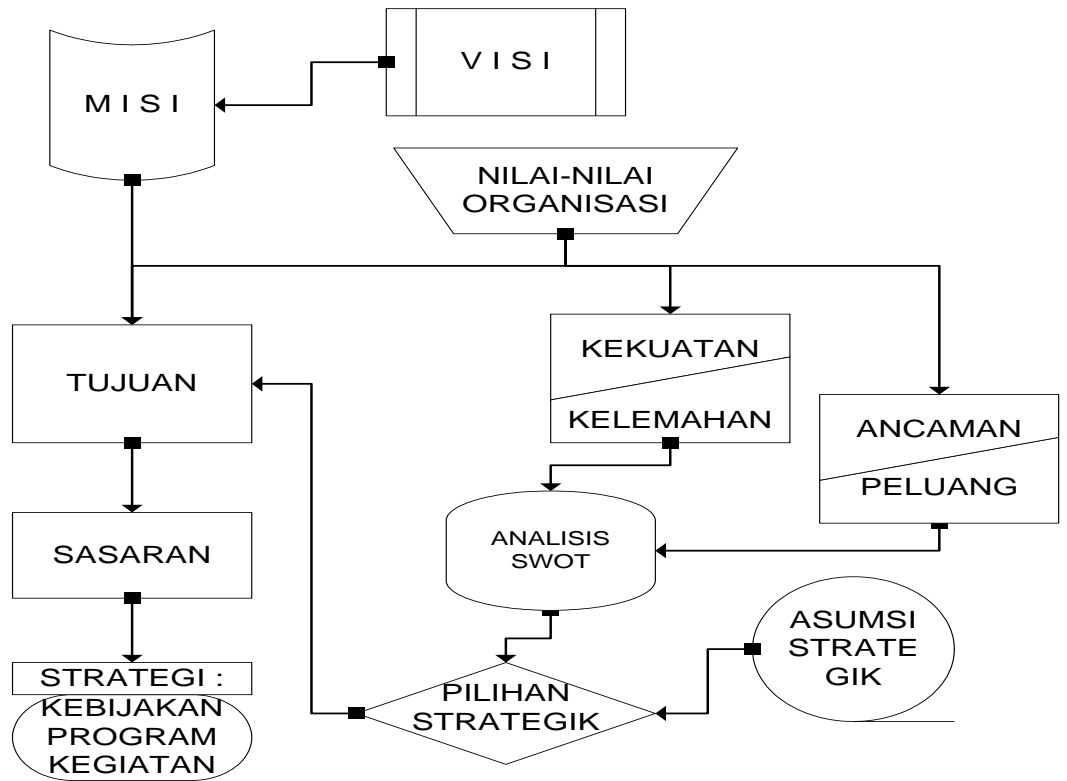 V I S I
M I S I
NILAI-NILAI
ORGANISASI
TUJUAN
KEKUATAN
KELEMAHAN
ANCAMAN
PELUANG
SASARAN
ANALISIS
SWOT
ASUMSI
STRATE
GIK
STRATEGI :
KEBIJAKAN
PROGRAM
KEGIATAN
PILIHAN
STRATEGIK